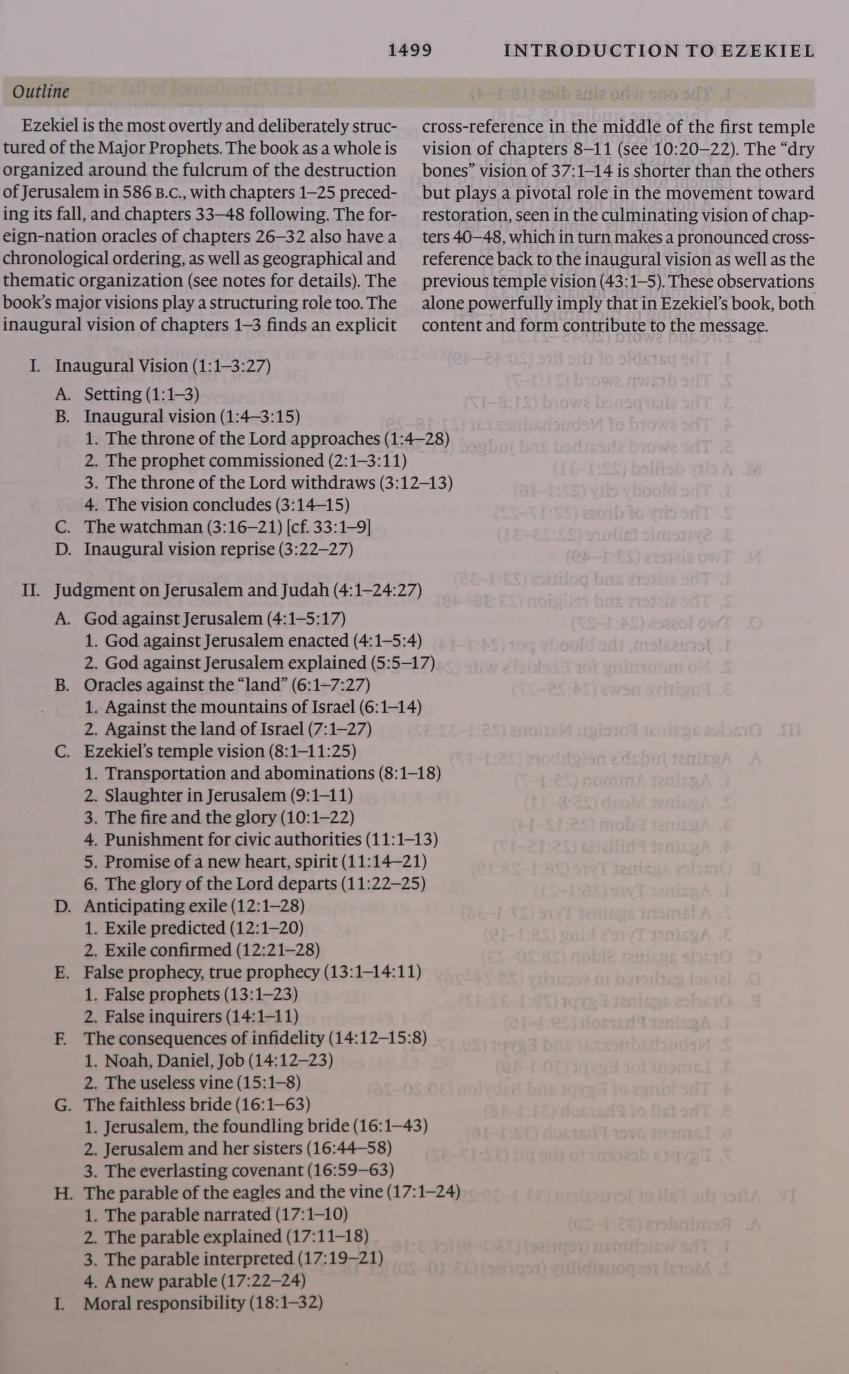 1499 INTRODUCTION TO EZEKIEL
Outline
Ezekiel is the most overtly and deliberately struc-
tured of the Major Prophets. The book as a whole is
organized around the fulcrum of the destruction
of Jerusalem in 586 B.C., with chapters 1–25 preced-
ing its fall, and chapters 33–48 following. The for-
eign-nation oracles of chapters 26–32 also have a
chronological ordering, as well as geographical and
thematic organization (see notes for details). The
book's major visions play a structuring role too. The
inaugural vision of chapters 1–3 finds an explicit
cross-reference in the middle of the first temple
vision of chapters 8–11 (see 10:20–22). The “dry
bones” vision of 37:1–14 is shorter than the others
but plays a pivotal role in the movement toward
restoration, seen in the culminating vision of chap-
ters 40–48, which in turn makes a pronounced cross-
reference back to the inaugural vision as well as the
previous temple vision (43:1–5). These observations
alone powerfully imply that in Ezekiel's book, both
content and form contribute to the message.
I. Inaugural Vision (1:1–3:27)
A. Setting (1:1–3)
B. Inaugural vision (1:4–3:15)
1. The throne of the Lord approaches (1:4–28)
2. The prophet commissioned (2:1–3:11)
3. The throne of the Lord withdraws (3:12–13)
4. The vision concludes (3:14–15)
C. The watchman (3:16–21) [cf. 33:1–9]
D. Inaugural vision reprise (3:22–27)
II. Judgment on Jerusalem and Judah (4:1–24:27)
A. God against Jerusalem (4:1–5:17)
1. God against Jerusalem enacted (4:1–5:4)
2. God against Jerusalem explained (5:5–17)
B. Oracles against the “land” (6:1–7:27)
1. Against the mountains of Israel (6:1–14)
2. Against the land of Israel (7:1–27)
C. Ezekiel's temple vision (8:1–11:25)
1. Transportation and abominations (8:1–18)
2. Slaughter in Jerusalem (9:1–11)
3. The fire and the glory (10:1–22)
4. Punishment for civic authorities (11:1–13)
5. Promise of a new heart, spirit (11:14–21)
6. The glory of the Lord departs (11:22–25)
D. Anticipating exile (12:1–28)
1. Exile predicted (12:1–20)
2. Exile confirmed (12:21–28)
E. False prophecy, true prophecy (13:1–14:11)
1. False prophets (13:1–23)
2. False inquirers (14:1–11)
F. The consequences of infidelity (14:12–15:8)
1. Noah, Daniel, Job (14:12–23)
2. The useless vine (15:1–8)
G. The faithless bride (16:1–63)
1. Jerusalem, the foundling bride (16:1–43)
2. Jerusalem and her sisters (16:44–58)
3. The everlasting covenant (16:59–63)
H. The parable of the eagles and the vine (17:1–24)
1. The parable narrated (17:1–10)
2. The parable explained (17:11–18)
3. The parable interpreted (17:19–21)
4. A new parable (17:22–24)
I. Moral responsibility (18:1–32)